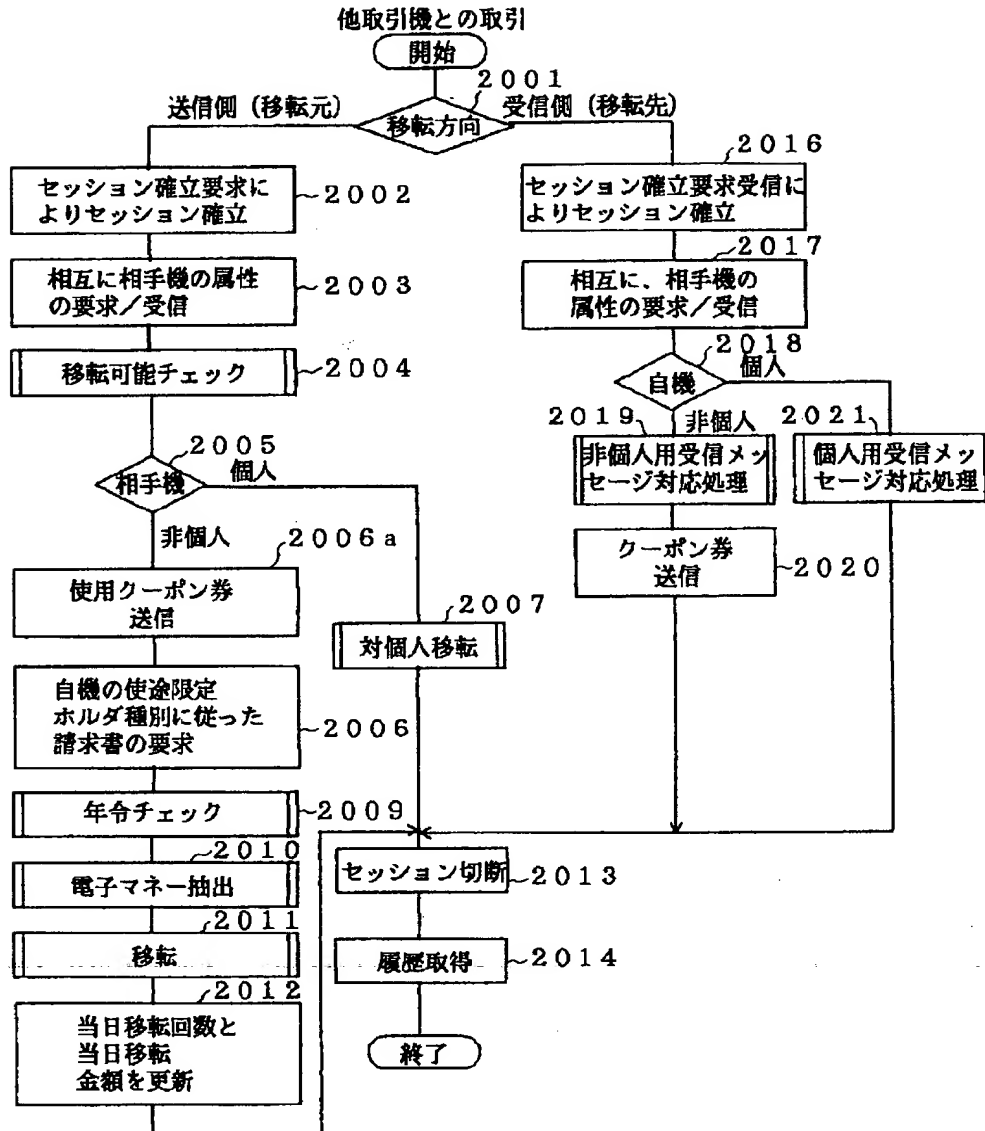 他取引機との取引
開始
2001
送信側（移転元）
移転方向
受信側（移転先）
セッション確立要求に
よりセッション確立
2002
相互に相手機の属性
の要求／受信
2003
移転可能チェック
2004
2005
相手機
個人
非個人
2006a
使用クーポン券
送信
自機の使途限定
ホルダ種別に従った
請求書の要求
2006
年令チェック
2009
2010
電子マネー抽出
2011
移転
2012
当日移転回数と
当日移転
金額を更新
2007
対個人移転
2016
セッション確立要求受信に
よりセッション確立
2017
相互に、相手機の
属性の要求／受信
2018
自機
個人
非個人
2019
非個人用受信メッ
セージ対応処理
2021
個人用受信メッ
セージ対応処理
クーポン券
送信
2020
セッション切断
2013
履歴取得
2014
終了